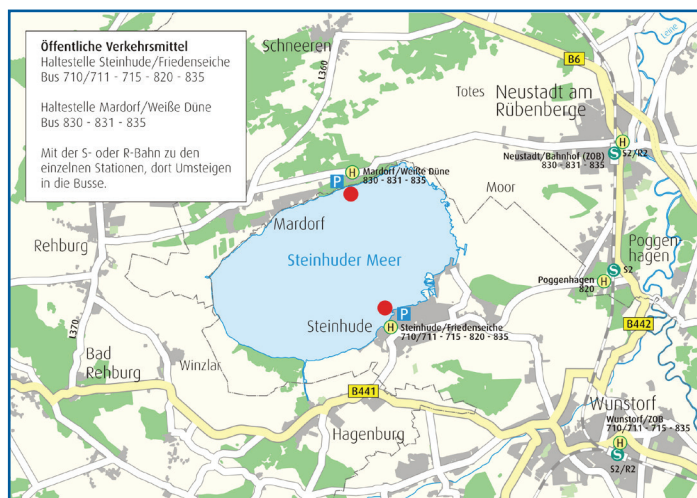 Öffentliche Verkehrsmittel
Haltestelle Steinhude/Friedenseiche
Bus 710/711 - 715 - 820 - 835
Haltestelle Mardorf/Weiße Düne
Bus 830 - 831 - 835
Mit der S- oder R-Bahn zu den
einzelnen Stationen, dort Umsteigen
in die Busse.
Schneeren
L360
B6
Leine
Totes
Neustadt am
Rübenberge
H
S S2/R2
Neustadt/Bahnhof (ZOB)
830 - 831 - 835
H
Mardorf/Weiße Düne
830 - 831 - 835
P
Moor
Mardorf
Rehburg
Steinhuder Meer
Poggen
hagen
S S2
H
Poggenhagen
820
L370
P
Steinhude
H
Steinhude/Friedenseiche
710/711 - 715 - 820 - 835
B442
Bad
Rehburg
Winzlar
B441
Hagenburg
Wunstorf
Wunstorf/ZOB
710/711 - 715 - 835
H
S
S2/R2